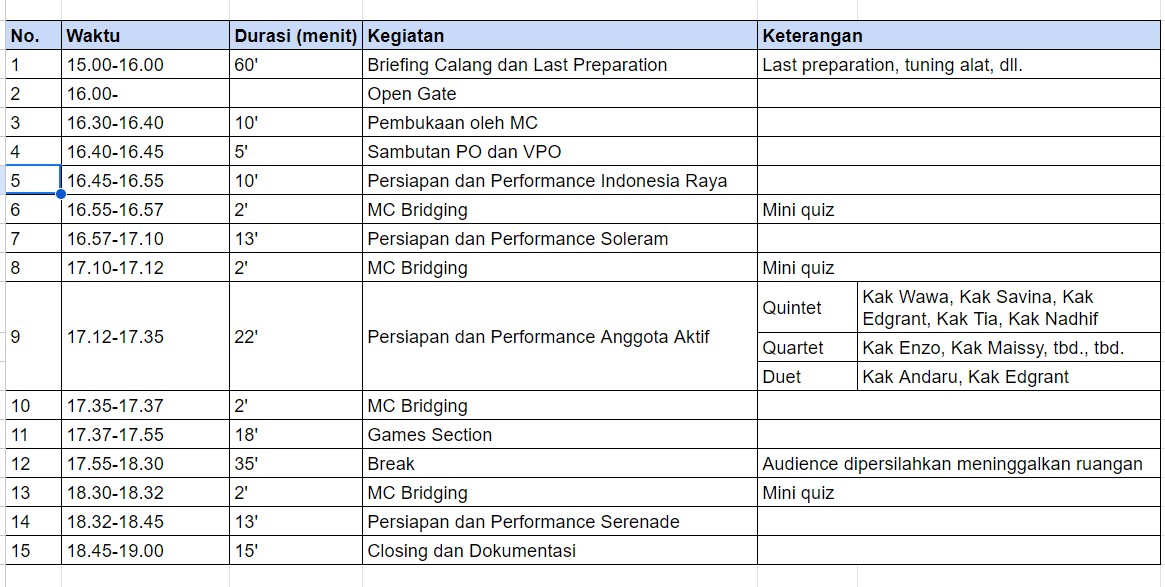 No. Waktu Durasi (menit) Kegiatan Keterangan
1 15.00-16.00 60' Briefing Calang dan Last Preparation Last preparation, tuning alat, dll.
2 16.00- Open Gate
3 16.30-16.40 10' Pembukaan oleh MC
4 16.40-16.45 5' Sambutan PO dan VPO
5 16.45-16.55 10' Persiapan dan Performance Indonesia Raya
6 16.55-16.57 2' MC Bridging Mini quiz
7 16.57-17.10 13' Persiapan dan Performance Soleram
8 17.10-17.12 2' MC Bridging Mini quiz
9 17.12-17.35 22' Persiapan dan Performance Anggota Aktif
Quintet Kak Wawa, Kak Savina, Kak
Edgrant, Kak Tia, Kak Nadhif
Quartet Kak Enzo, Kak Maissy, tbd., tbd.
Duet Kak Andaru, Kak Edgrant
10 17.35-17.37 2' MC Bridging
11 17.37-17.55 18' Games Section
12 17.55-18.30 35' Break Audience dipersilahkan meninggalkan ruangan
13 18.30-18.32 2' MC Bridging Mini quiz
14 18.32-18.45 13' Persiapan dan Performance Serenade
15 18.45-19.00 15' Closing dan Dokumentasi